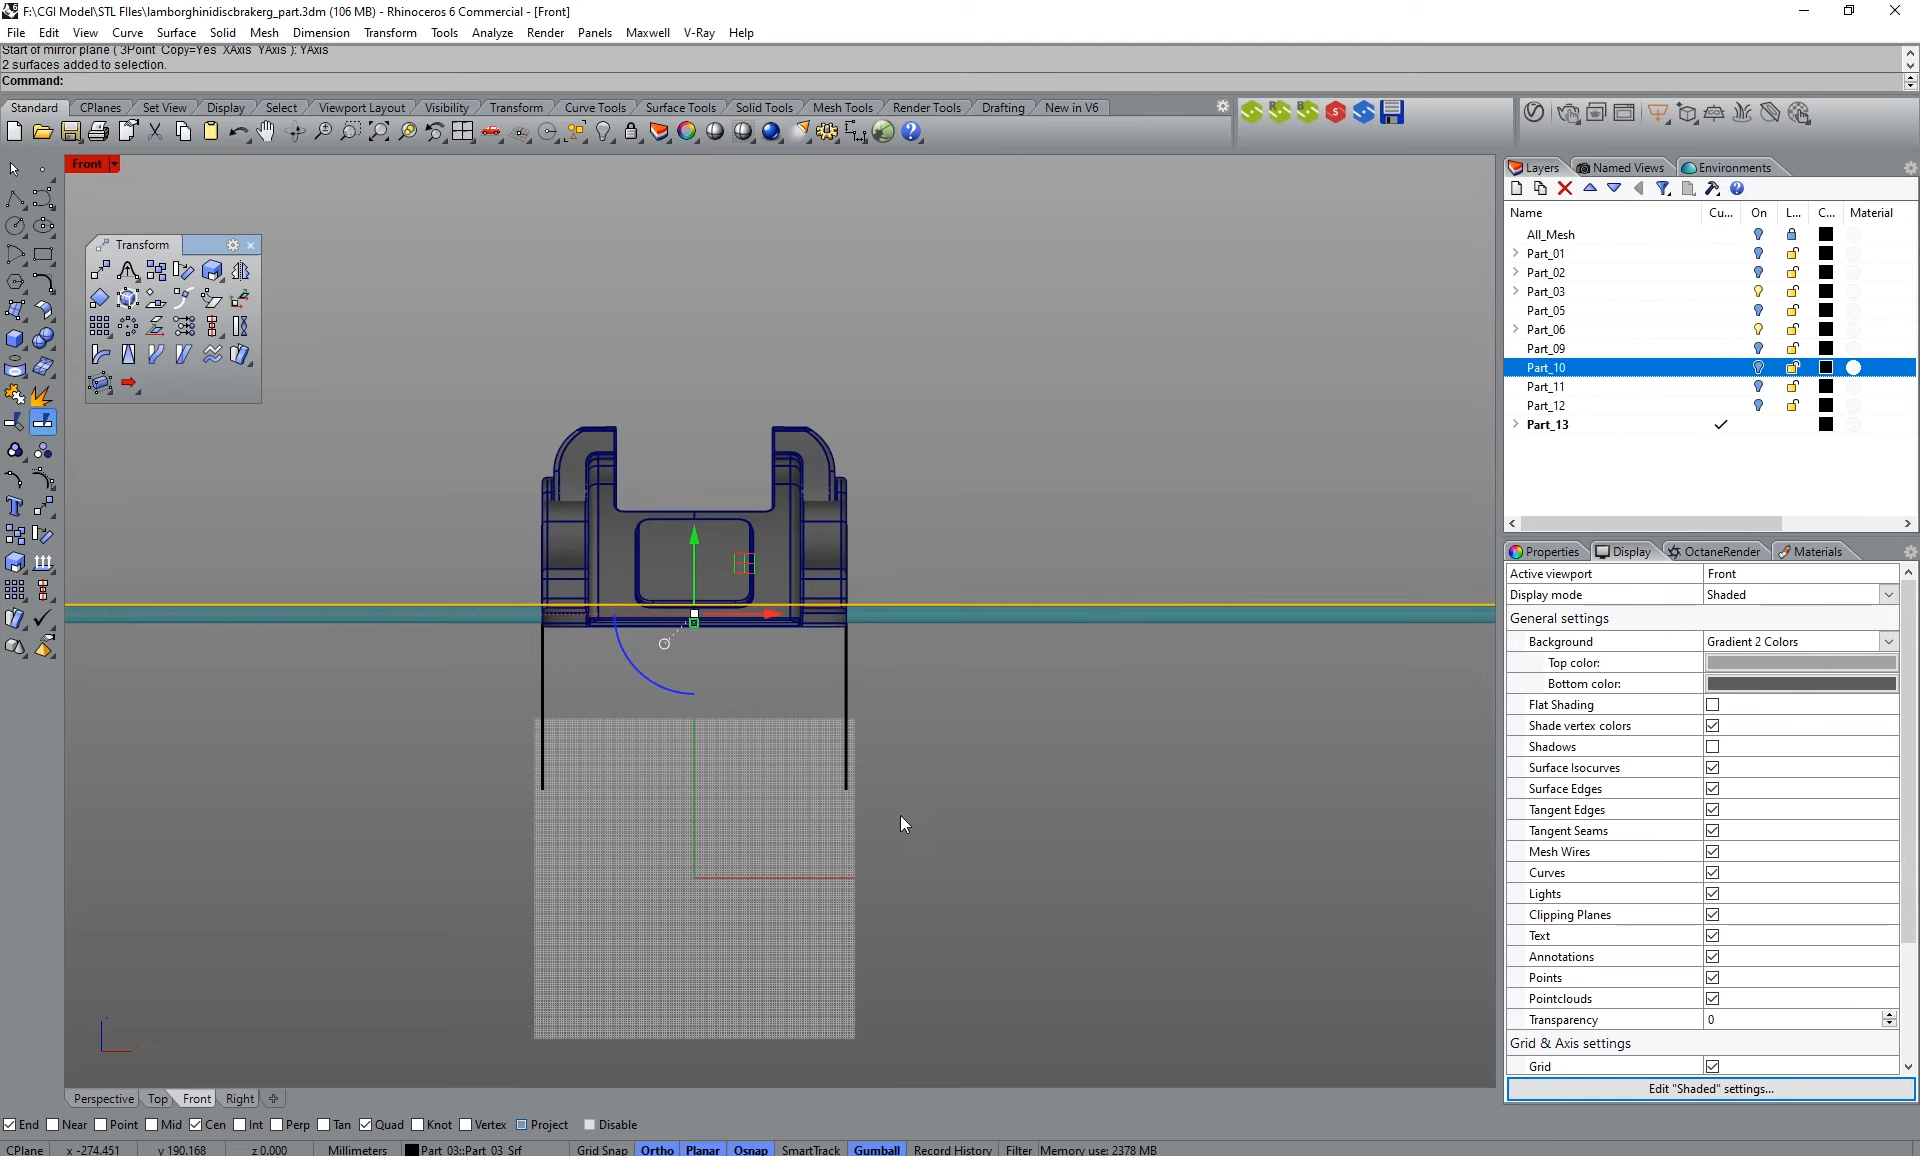 F:\CGI Model\STL FIles\lamborghinidiscbrakerg_part.3dm (106 MB) - Rhinoceros 6 Commercial - [Front]
File Edit View Curve Surface Solid Mesh Dimension Transform Tools Analyze Render Panels Maxwell V-Ray Help
Start of mirror plane ( 3Point Copy=Yes XAxis YAxis ): YAxis
2 surfaces added to selection.
Command:
Standard CPlanes Set View Display Select Viewport Layout Visibility Transform Curve Tools Surface Tools Solid Tools Mesh Tools Render Tools Drafting New in V6
Front
Transform
Layers Named Views Environments
Name Cu... On L... C... Material
All_Mesh
Part_01
Part_02
Part_03
Part_05
Part_06
Part_09
Part_10
Part_11
Part_12
Part_13
Properties Display OctaneRender Materials
Active viewport Front
Display mode Shaded
General settings
Background Gradient 2 Colors
Top color:
Bottom color:
Flat Shading
Shade vertex colors
Shadows
Surface Isocurves
Surface Edges
Tangent Edges
Tangent Seams
Mesh Wires
Curves
Lights
Clipping Planes
Text
Annotations
Points
Pointclouds
Transparency 0
Grid & Axis settings
Grid
Edit "Shaded" settings...
Perspective Top Front Right
End Near Point Mid Cen Int Perp Tan Quad Knot Vertex Project Disable
CPlane x -274.451 y 190.168 z 0.000 Millimeters Part_03::Part_03_Srf Grid Snap Ortho Planar Osnap SmartTrack Gumball Record History Filter Memory use: 2378 MB